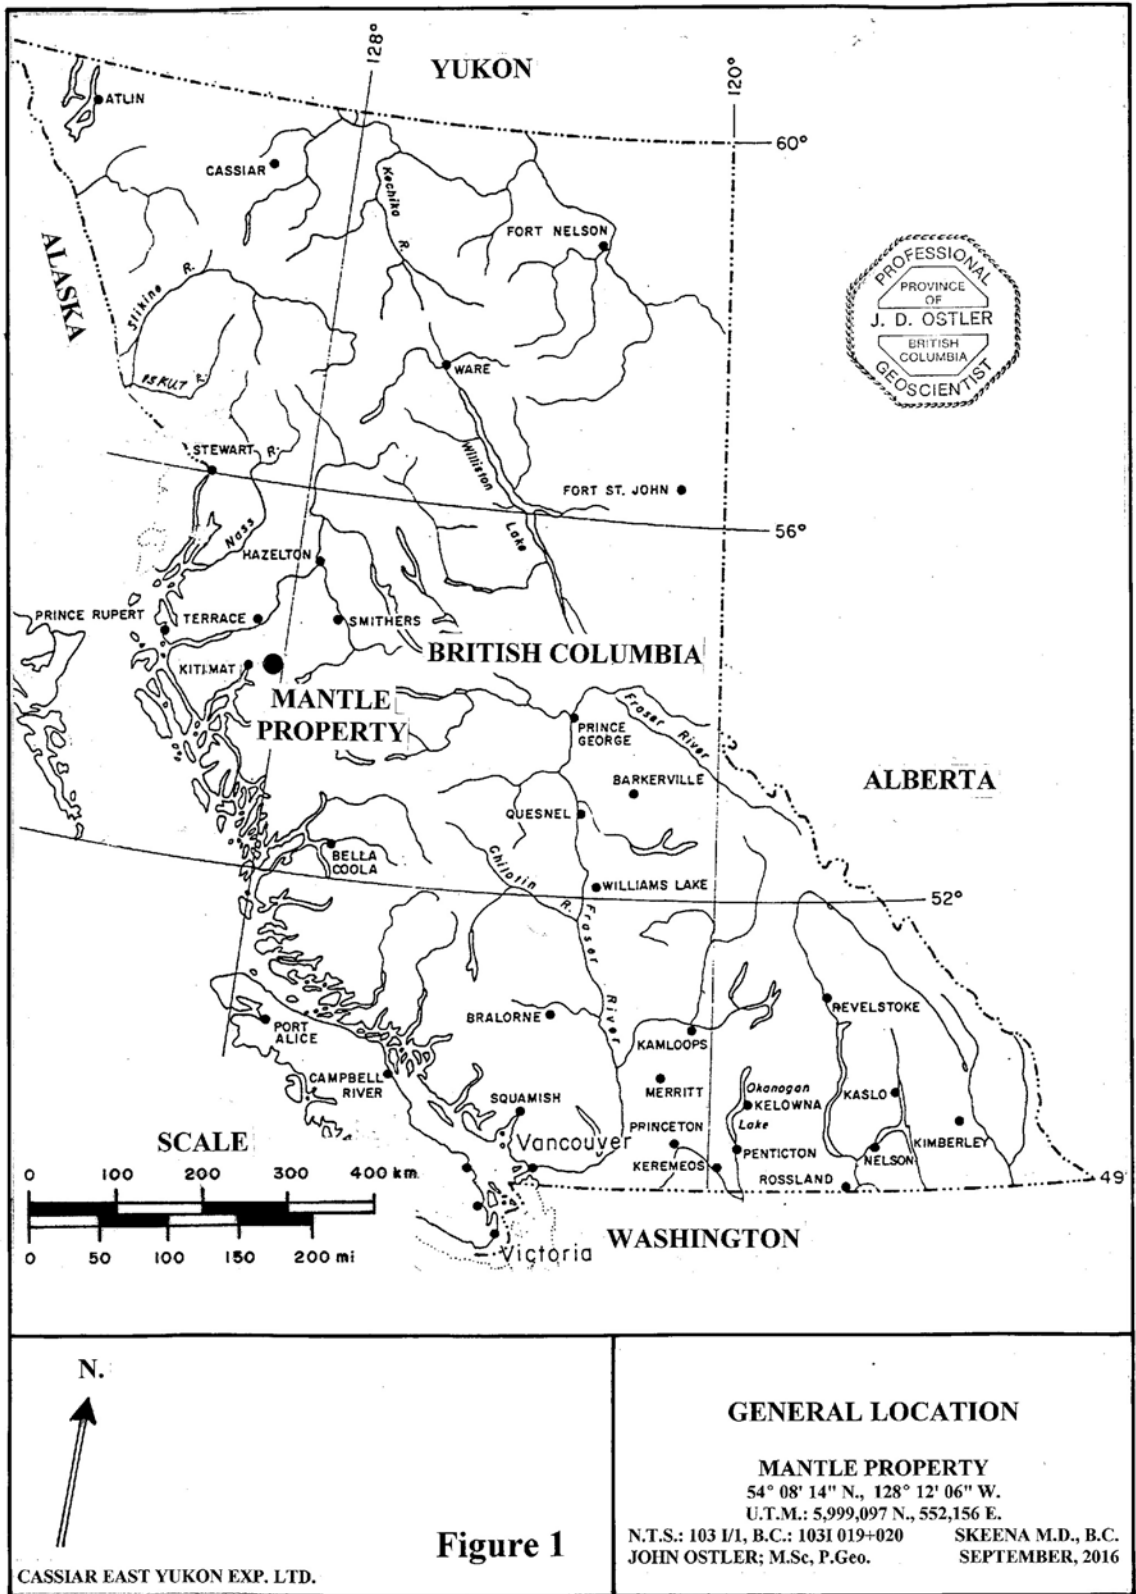 YUKON
128°
120°
60°
ATLIN
CASSIAR
Kechika
R.
FORT NELSON
ALASKA
Stikine R.
ISKUT R.
WARE
PROFESSIONAL
PROVINCE
OF
J. D. OSTLER
BRITISH
COLUMBIA
GEOSCIENTIST
STEWART
R.
Nass
Williston
Lake
FORT ST. JOHN
56°
HAZELTON
PRINCE RUPERT
TERRACE
SMITHERS
BRITISH COLUMBIA
KITIMAT
MANTLE
PROPERTY
PRINCE
GEORGE
Fraser River
BARKERVILLE
ALBERTA
QUESNEL
BELLA
COOLA
Chilcotin
R.
WILLIAMS LAKE
52°
Fraser
River
REVELSTOKE
PORT
ALICE
BRALORNE
KAMLOOPS
CAMPBELL
RIVER
MERRITT
Okanagan
KELOWNA
Lake
KASLO
SQUAMISH
Vancouver
PRINCETON
KEREMEOS
PENTICTON
NELSON
KIMBERLEY
ROSSLAND
49
SCALE
0 100 200 300 400 km.
0 50 100 150 200 mi
Victoria
WASHINGTON
N.
Figure 1
CASSIAR EAST YUKON EXP. LTD.
GENERAL LOCATION
MANTLE PROPERTY
54° 08' 14" N., 128° 12' 06" W.
U.T.M.: 5,999,097 N., 552,156 E.
N.T.S.: 103 I/1, B.C.: 103I 019+020 SKEENA M.D., B.C.
JOHN OSTLER; M.Sc, P.Geo. SEPTEMBER, 2016